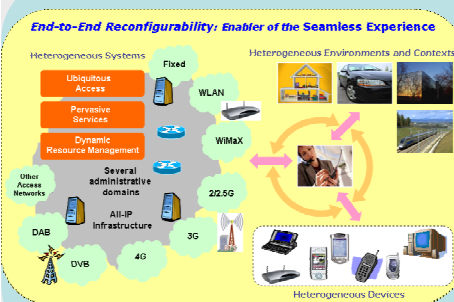 End-to-End Reconfigurability: Enabler of the Seamless Experience
Heterogeneous Systems
Heterogeneous Environments and Contexts
Fixed
Ubiquitous
Access
WLAN
Pervasive
Services
WiMaX
Dynamic
Resource Management
Other
Access
Networks
Several
administrative
domains
2/2.5G
All-IP
Infrastructure
3G
DAB
4G
DVB
Heterogeneous Devices